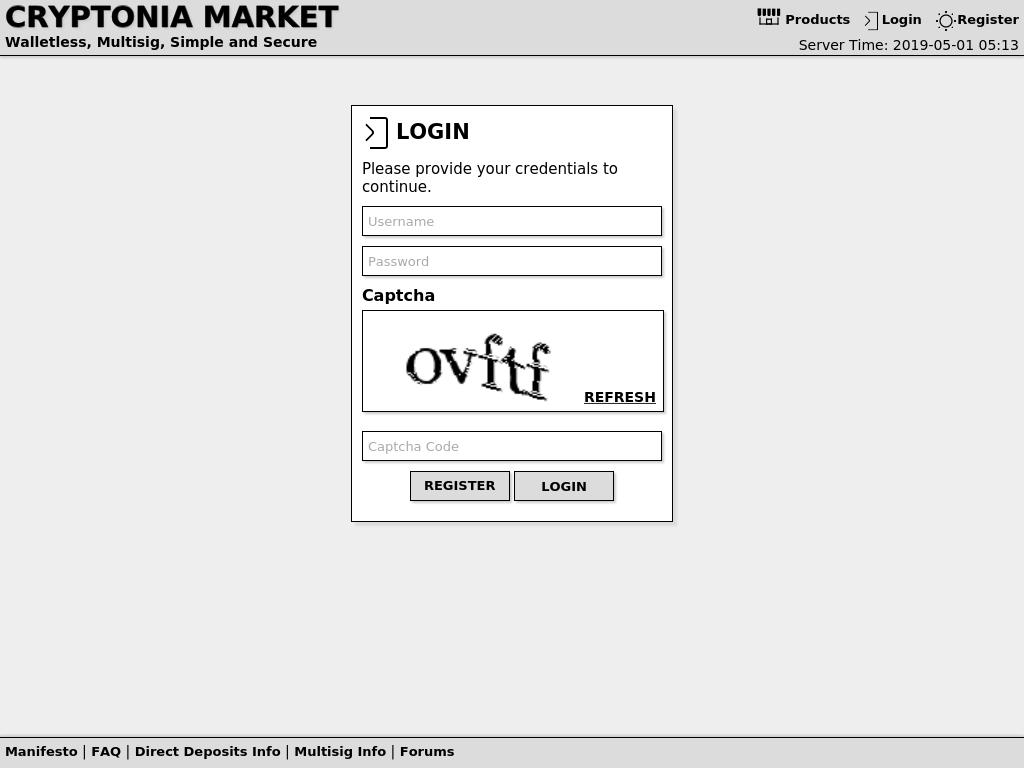 CRYPTONIA MARKET
Walletless, Multisig, Simple and Secure
Products Login Register
Server Time: 2019-05-01 05:13
LOGIN
Please provide your credentials to
continue.
Username
Password
Captcha
ovftf
REFRESH
Captcha Code
REGISTER LOGIN
Manifesto | FAQ | Direct Deposits Info | Multisig Info | Forums